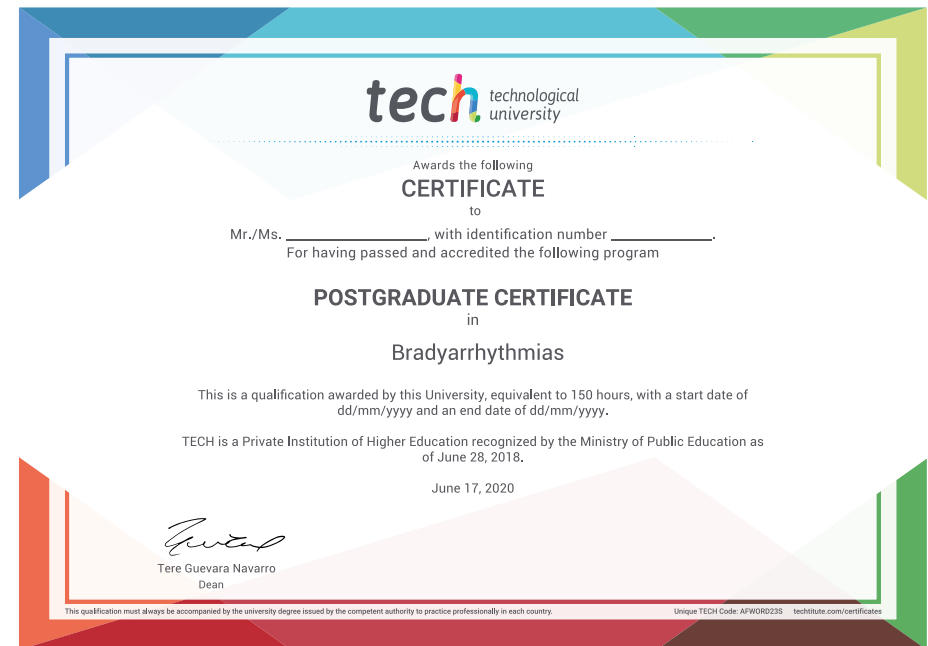 tech technological
university
Awards the following
CERTIFICATE
to
Mr./Ms. ____________________, with identification number ______________.
For having passed and accredited the following program
POSTGRADUATE CERTIFICATE
in
Bradyarrhythmias
This is a qualification awarded by this University, equivalent to 150 hours, with a start date of
dd/mm/yyyy and an end date of dd/mm/yyyy.
TECH is a Private Institution of Higher Education recognized by the Ministry of Public Education as
of June 28, 2018.
June 17, 2020
Tere Guevara Navarro
Dean
This qualification must always be accompanied by the university degree issued by the competent authority to practice professionally in each country.
Unique TECH Code: AFWORD23S techtitute.com/certificates